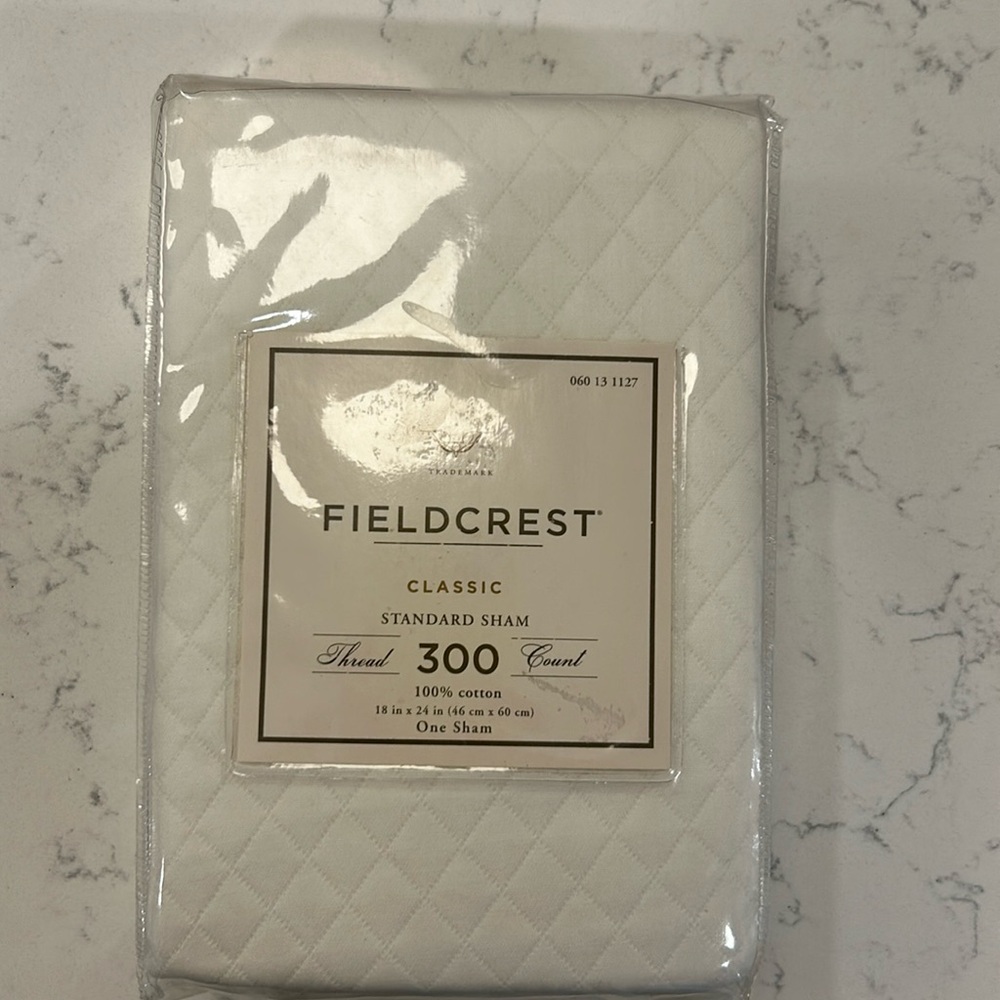 060 13 1127
TRADEMARK
FIELDCREST®
CLASSIC
STANDARD SHAM
Thread 300 Count
100% cotton
18 in x 24 in (46 cm x 60 cm)
One Sham